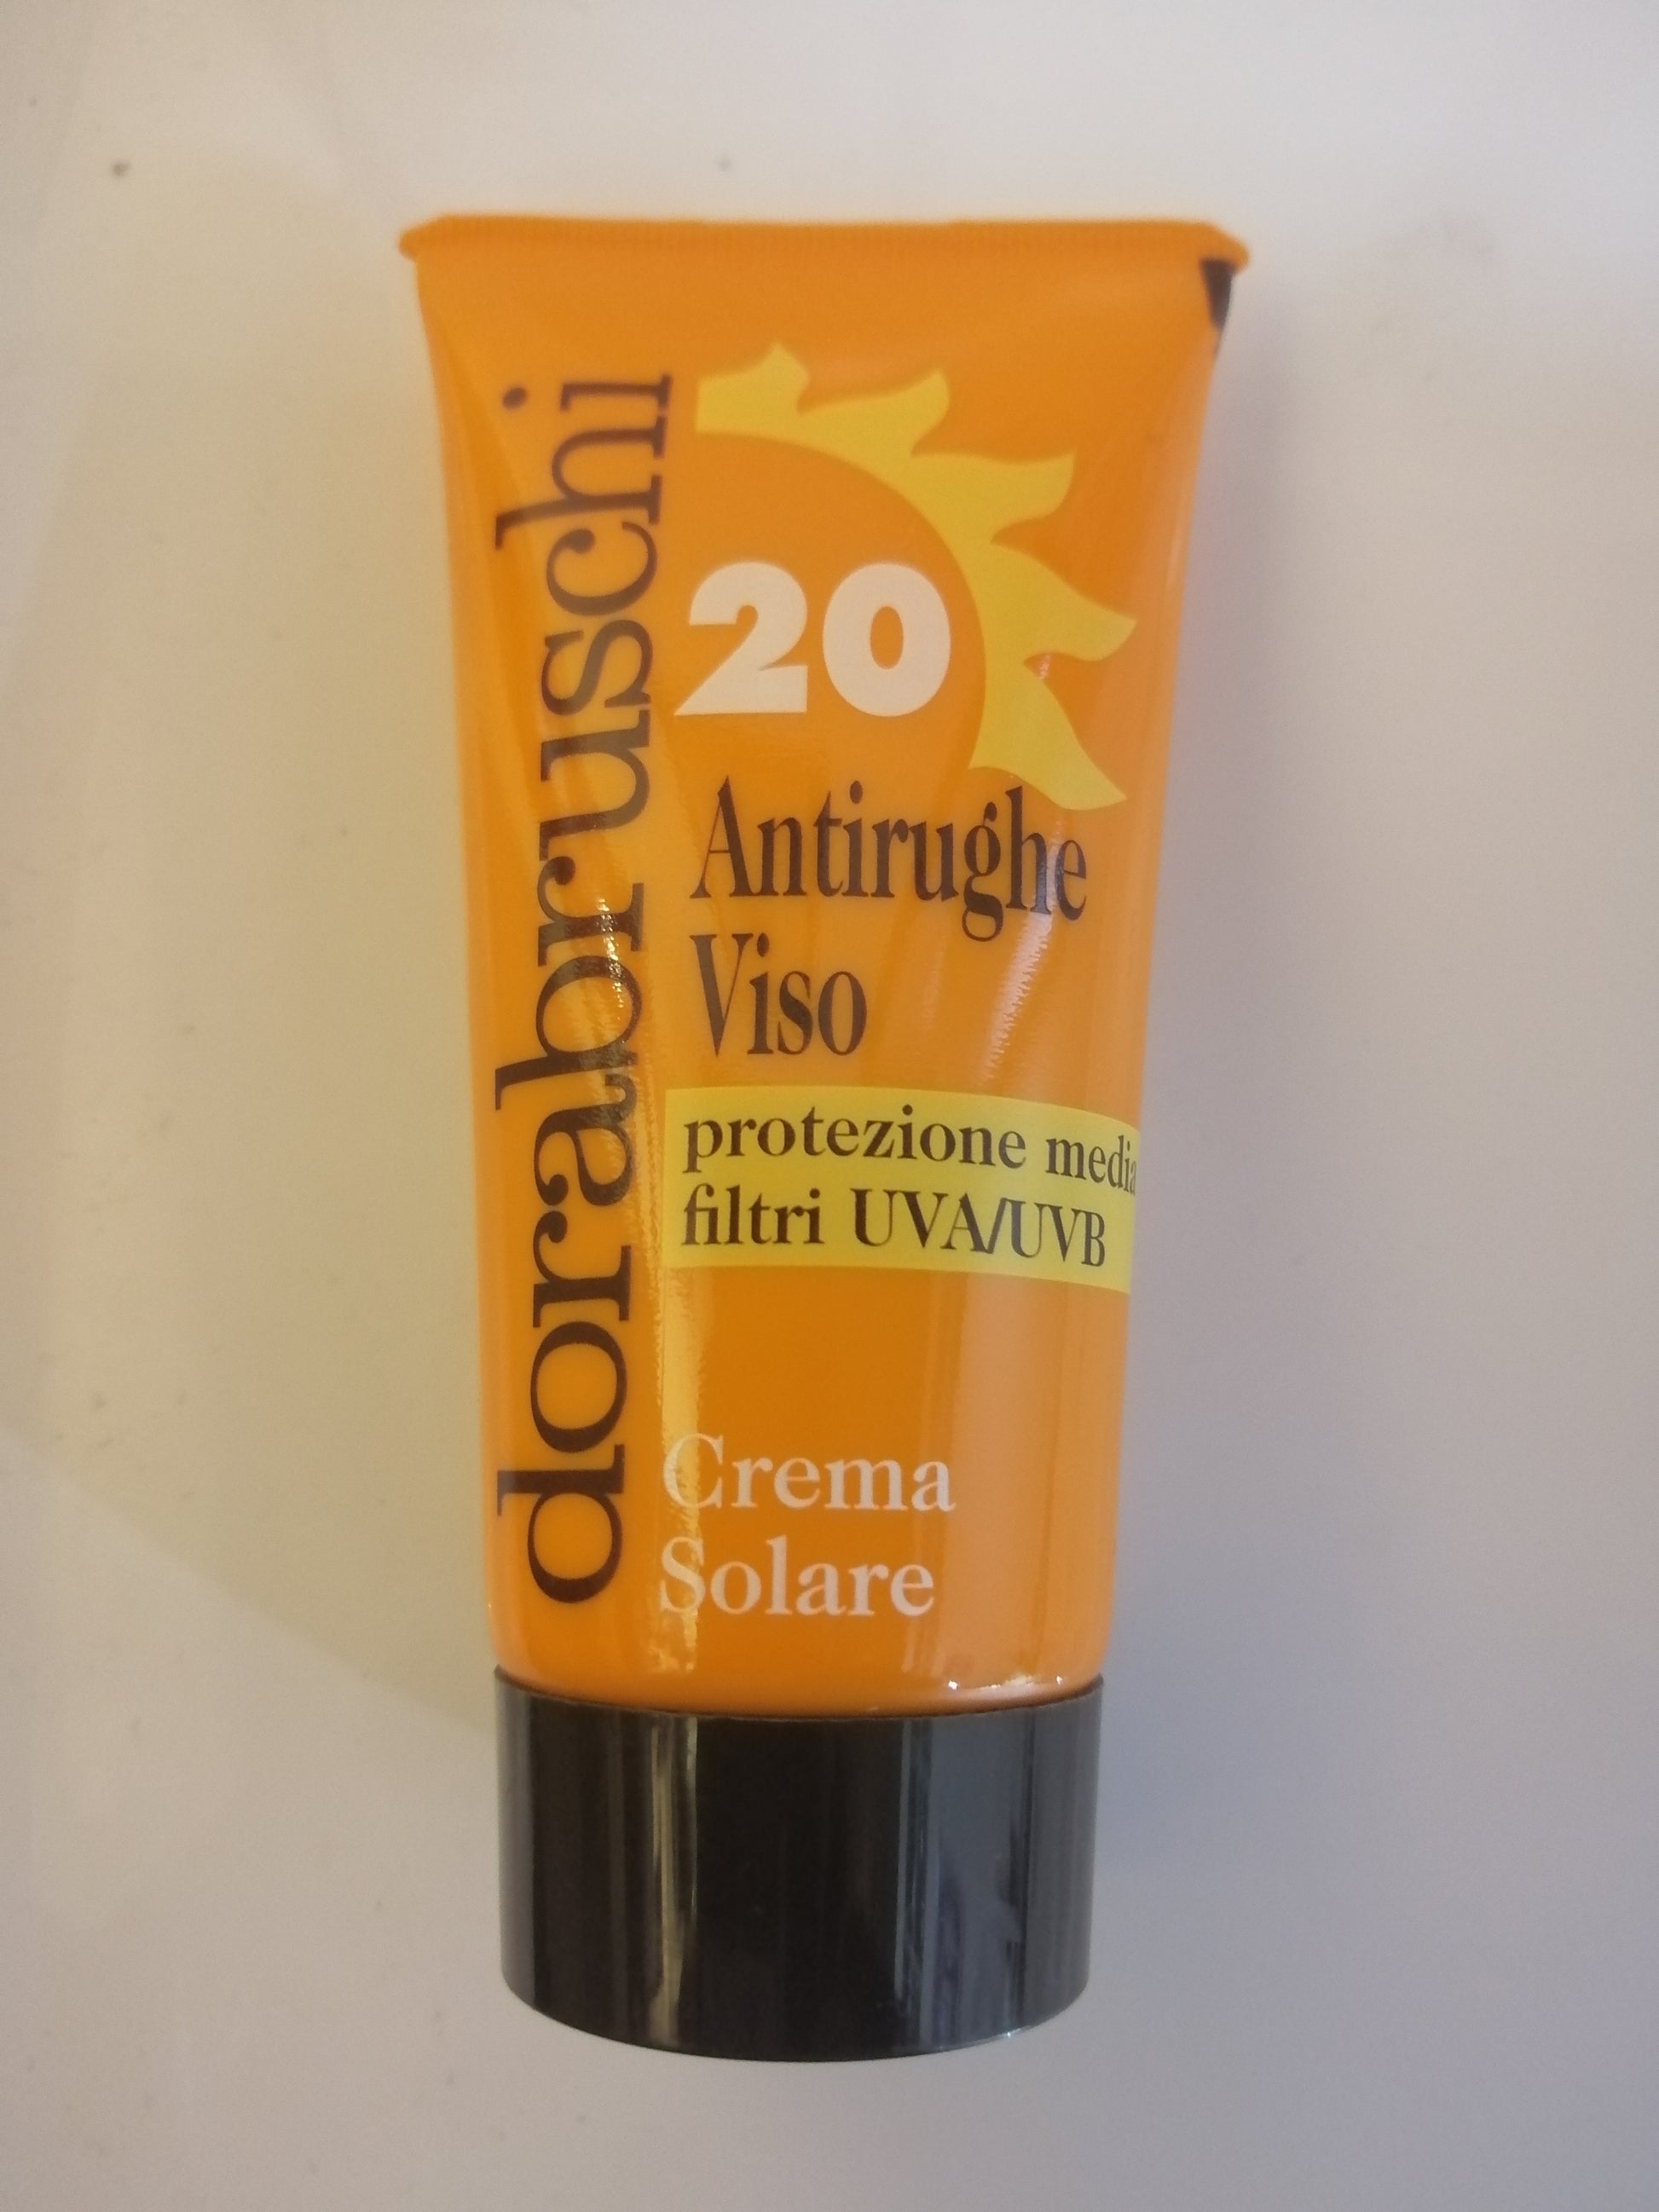 dorabruschi
20
Antirughe
Viso
protezione media
filtri UVA/UVB
Crema
Solare